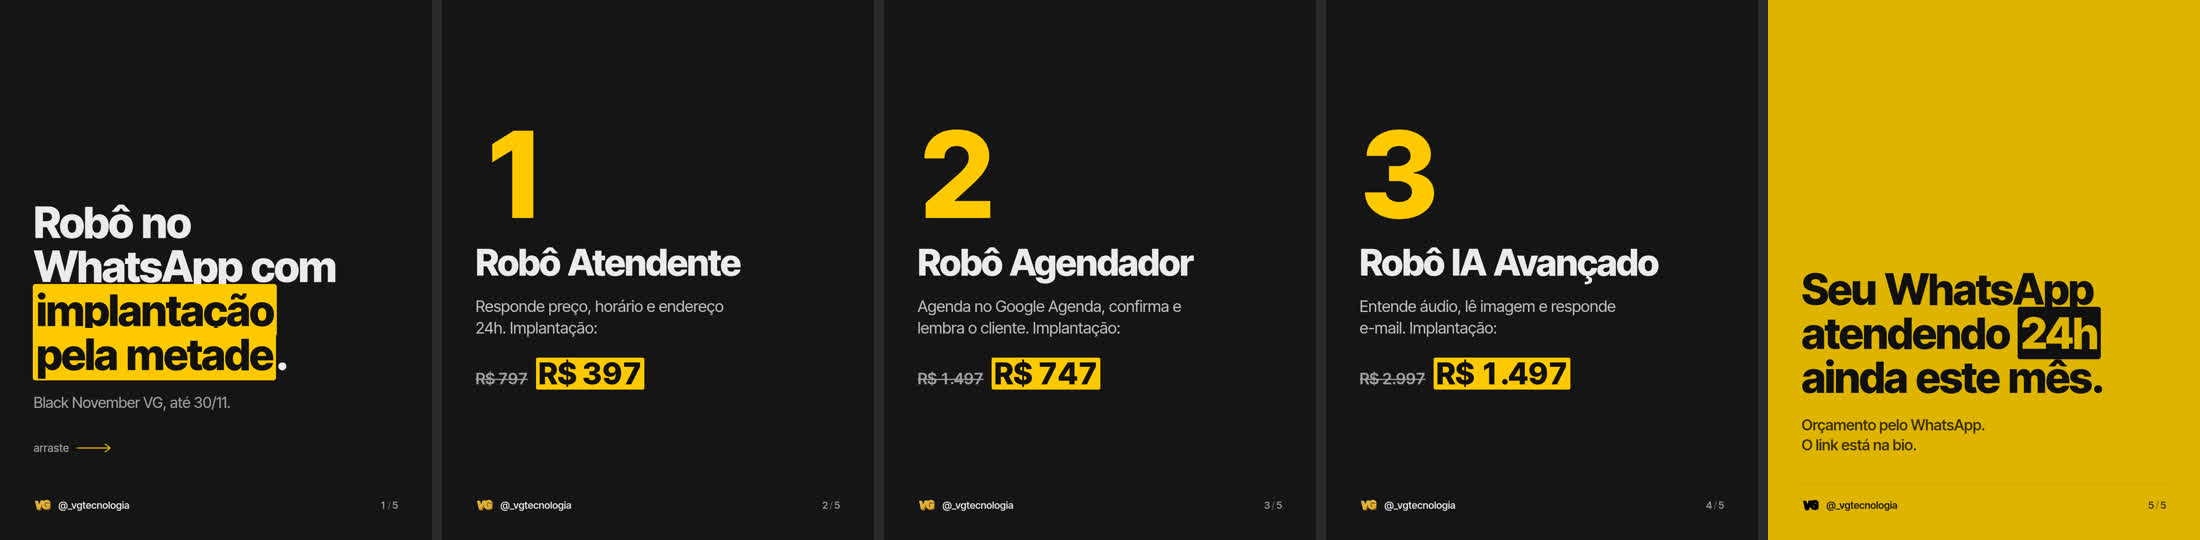 Robô no
WhatsApp com
implantação
pela metade.
Black November VG, até 30/11.
arraste
VG @_vgtecnologia
1/5
1
Robô Atendente
Responde preço, horário e endereço
24h. Implantação:
R$ 797 R$ 397
VG @_vgtecnologia
2/5
2
Robô Agendador
Agenda no Google Agenda, confirma e
lembra o cliente. Implantação:
R$ 1.497 R$ 747
VG @_vgtecnologia
3/5
3
Robô IA Avançado
Entende áudio, lê imagem e responde
e-mail. Implantação:
R$ 2.997 R$ 1.497
VG @_vgtecnologia
4/5
Seu WhatsApp
atendendo 24h
ainda este mês.
Orçamento pelo WhatsApp.
O link está na bio.
VG @_vgtecnologia
5/5